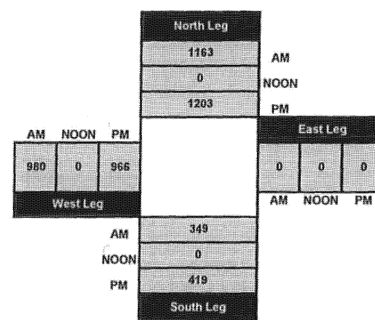 North Leg
1163 AM
0 NOON
1203 PM
AM NOON PM
East Leg
980 0 966
0 0 0
West Leg
AM NOON PM
AM 349
NOON 0
PM 419
South Leg